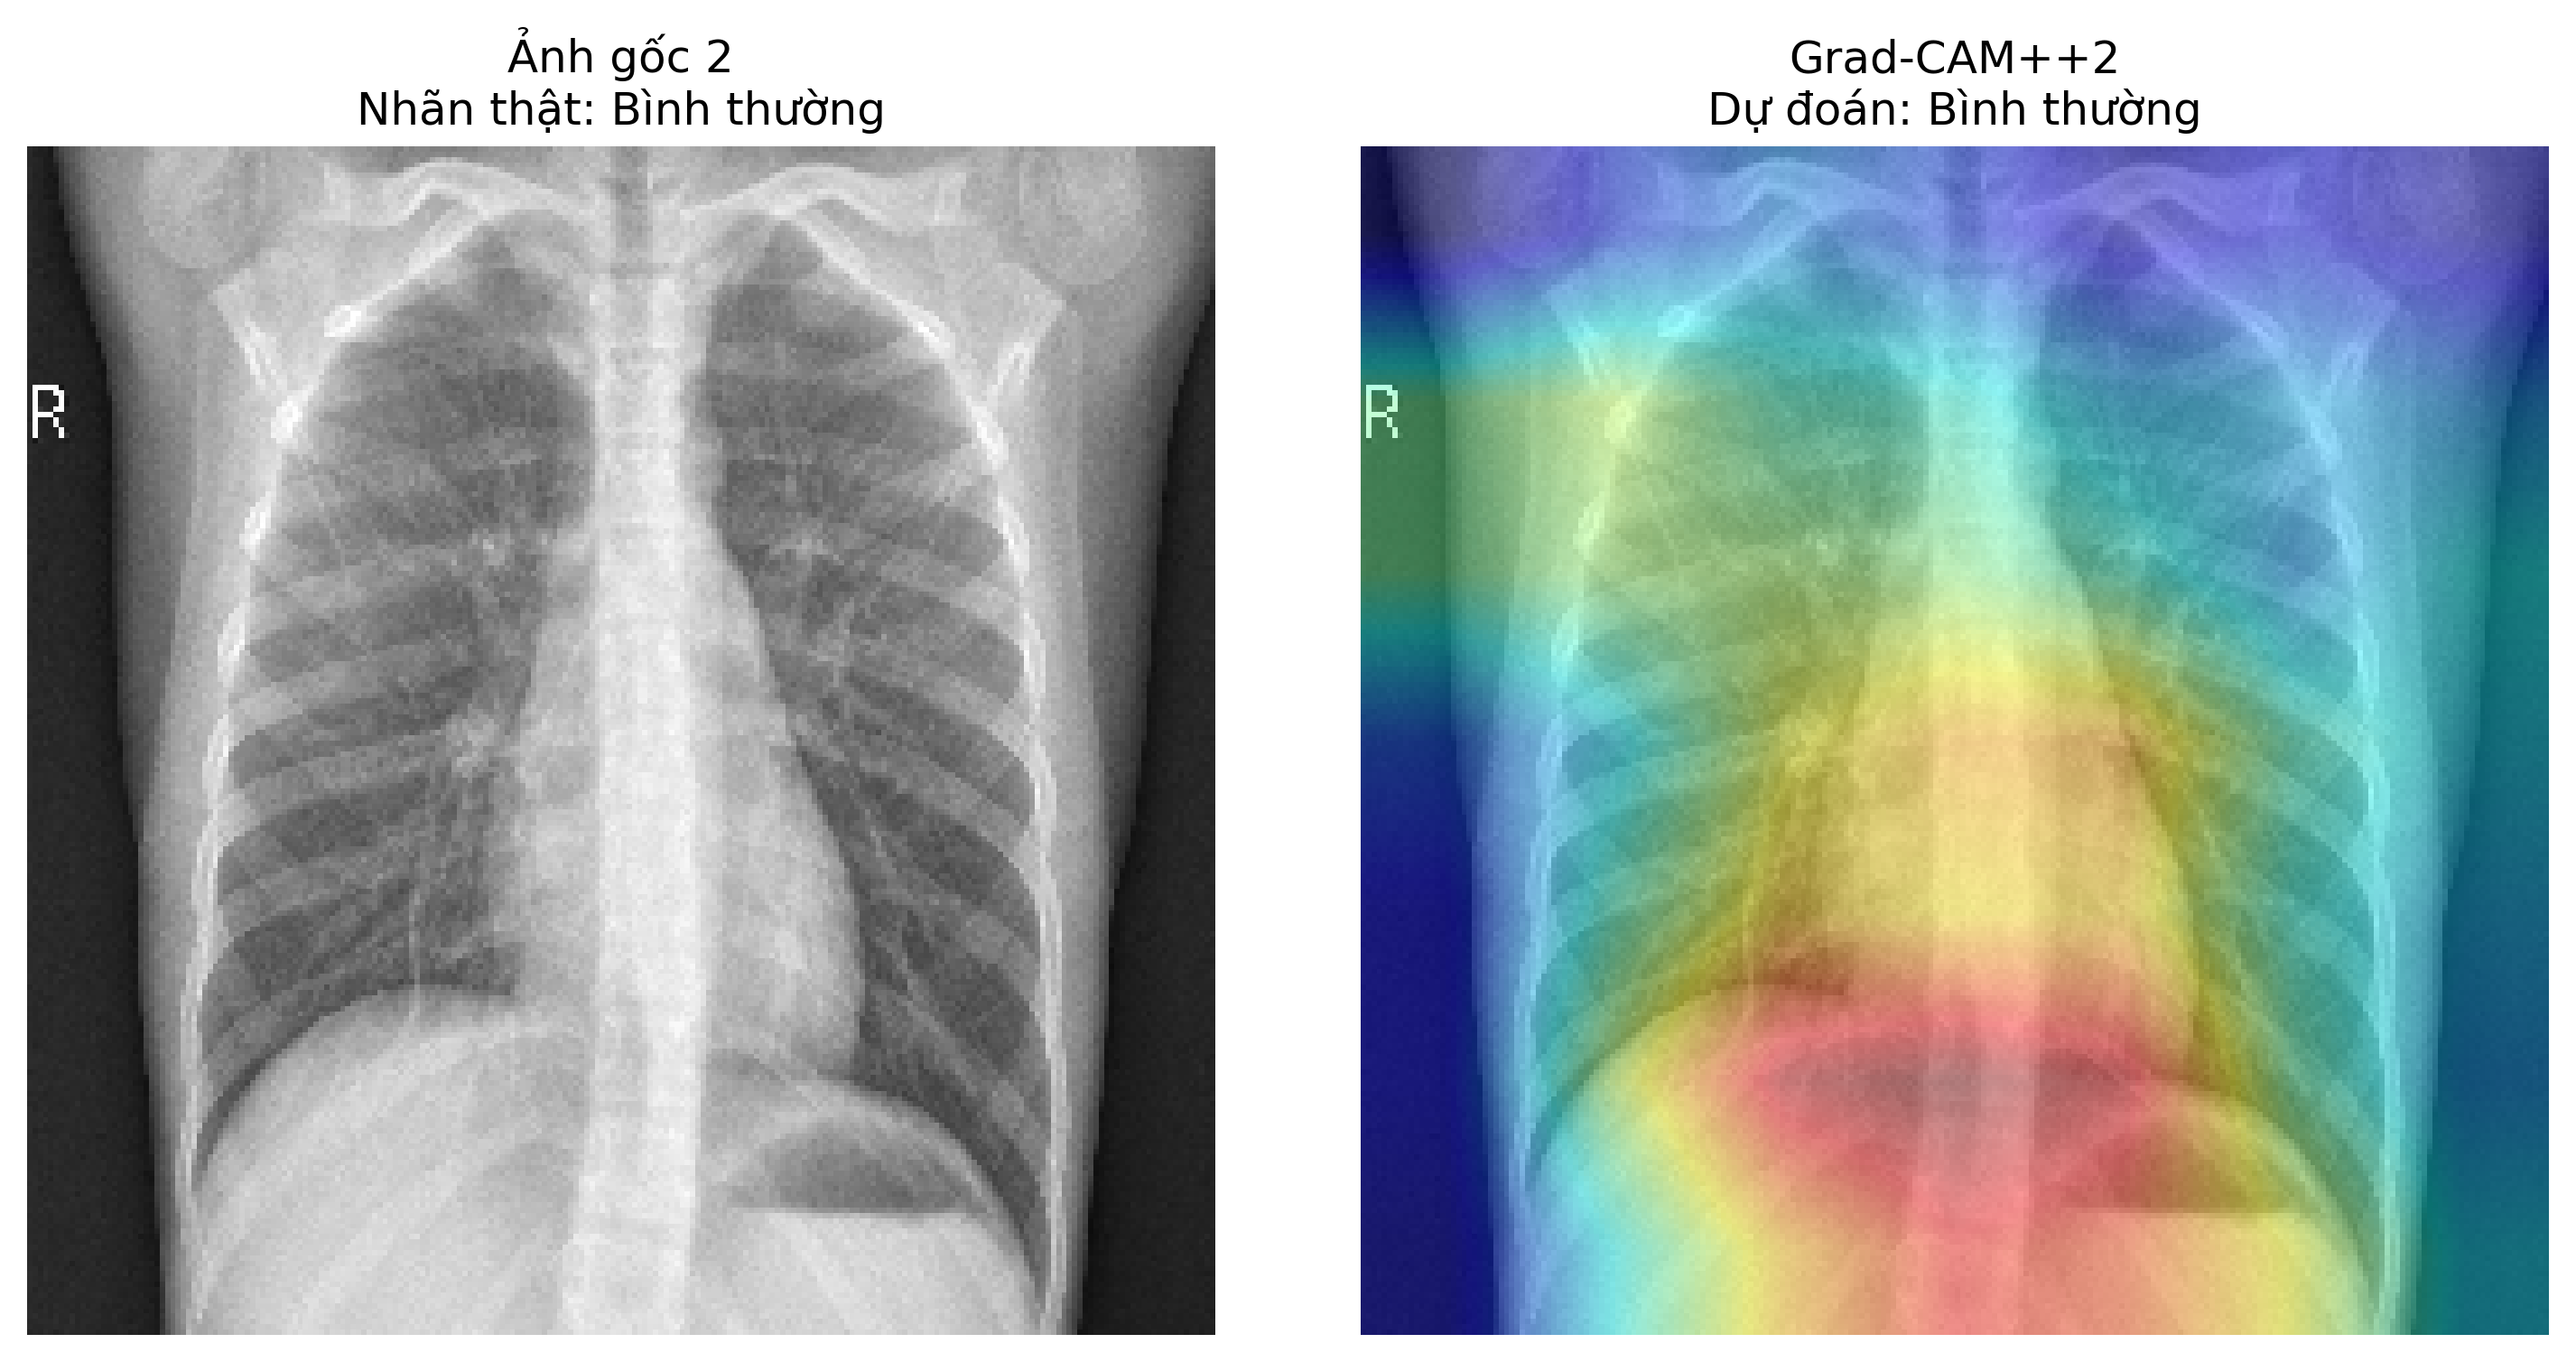 Ảnh gốc 2
Nhãn thật: Bình thường
Grad-CAM++2
Dự đoán: Bình thường
R
R